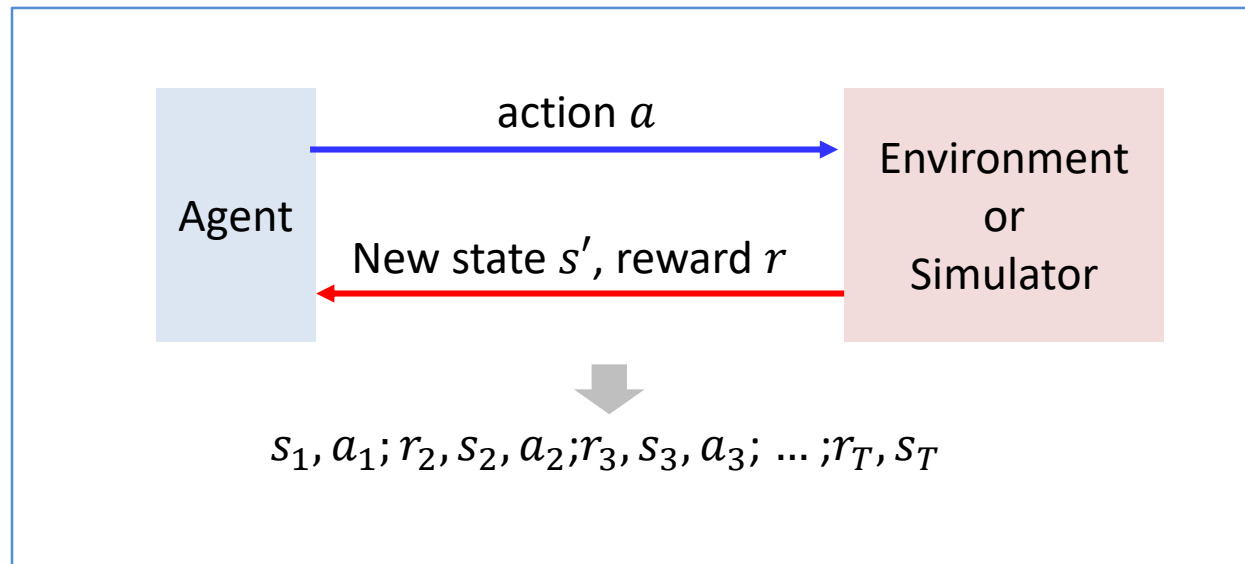 action 𝑎
Agent
Environment
or
Simulator
New state 𝑠′, reward 𝑟
𝑠₁, 𝑎₁; 𝑟₂, 𝑠₂, 𝑎₂;𝑟₃, 𝑠₃, 𝑎₃; … ;𝑟_T, 𝑠_T